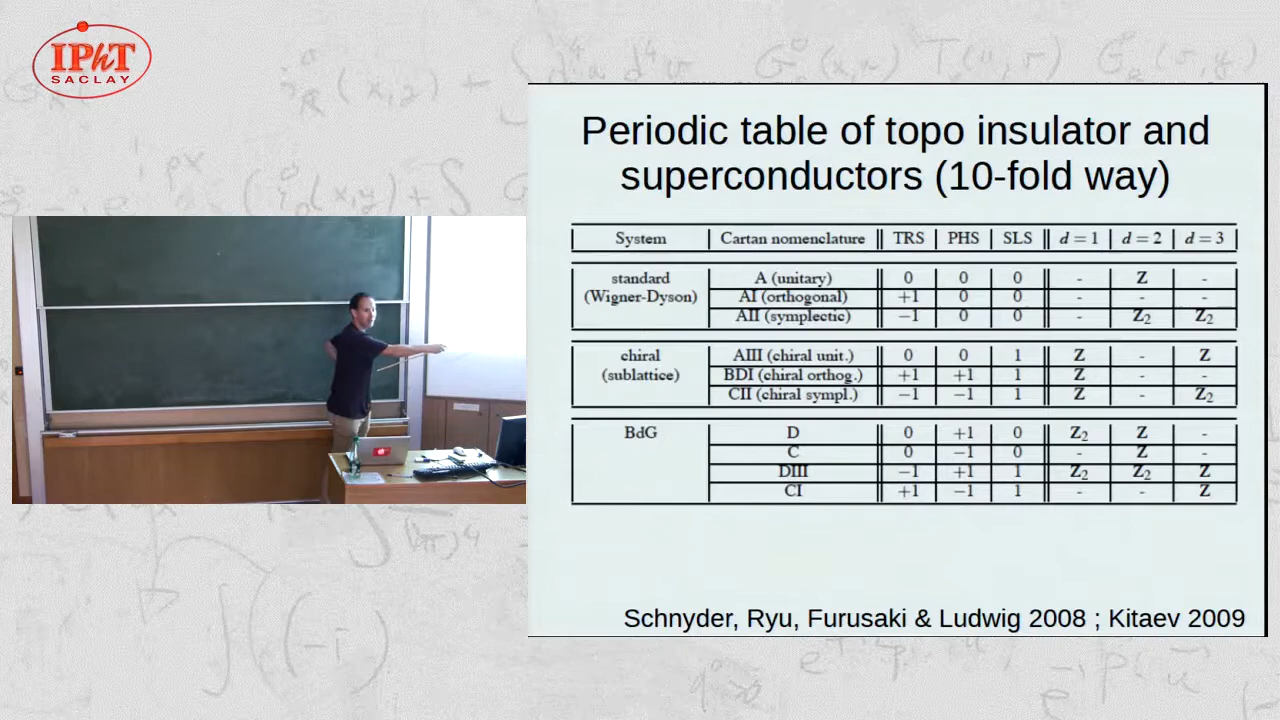 IPhT
SACLAY
Periodic table of topo insulator and
superconductors (10-fold way)
System Cartan nomenclature TRS PHS SLS d = 1 d = 2 d = 3
standard A (unitary) 0 0 0 - Z -
(Wigner-Dyson) AI (orthogonal) +1 0 0 - - -
AII (symplectic) −1 0 0 - Z₂ Z₂
chiral AIII (chiral unit.) 0 0 1 Z - Z
(sublattice) BDI (chiral orthog.) +1 +1 1 Z - -
CII (chiral sympl.) −1 −1 1 Z - Z₂
BdG D 0 +1 0 Z₂ Z -
C 0 −1 0 - Z -
DIII −1 +1 1 Z₂ Z₂ Z
CI +1 −1 1 - - Z
Schnyder, Ryu, Furusaki & Ludwig 2008 ; Kitaev 2009